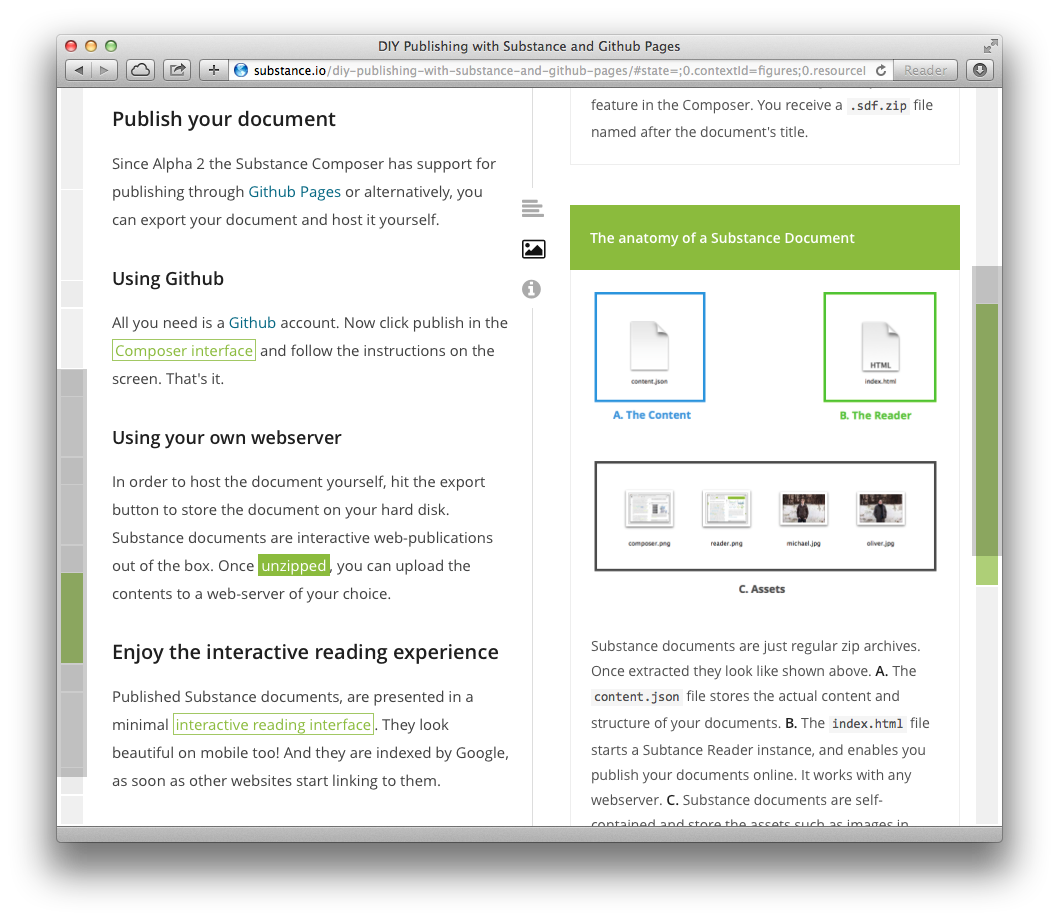 DIY Publishing with Substance and Github Pages
substance.io/diy-publishing-with-substance-and-github-pages/#state=;0.contextId=figures;0.resourceI
Reader
Publish your document
Since Alpha 2 the Substance Composer has support for
publishing through Github Pages or alternatively, you
can export your document and host it yourself.
Using Github
All you need is a Github account. Now click publish in the
Composer interface and follow the instructions on the
screen. That's it.
Using your own webserver
In order to host the document yourself, hit the export
button to store the document on your hard disk.
Substance documents are interactive web-publications
out of the box. Once unzipped, you can upload the
contents to a web-server of your choice.
Enjoy the interactive reading experience
Published Substance documents, are presented in a
minimal interactive reading interface. They look
beautiful on mobile too! And they are indexed by Google,
as soon as other websites start linking to them.
feature in the Composer. You receive a .sdf.zip file
named after the document's title.
The anatomy of a Substance Document
content.json
A. The Content
HTML
index.html
B. The Reader
composer.png reader.png michael.jpg oliver.jpg
C. Assets
Substance documents are just regular zip archives.
Once extracted they look like shown above. A. The
content.json file stores the actual content and
structure of your documents. B. The index.html file
starts a Subtance Reader instance, and enables you
publish your documents online. It works with any
webserver. C. Substance documents are self-
contained and store the assets such as images in